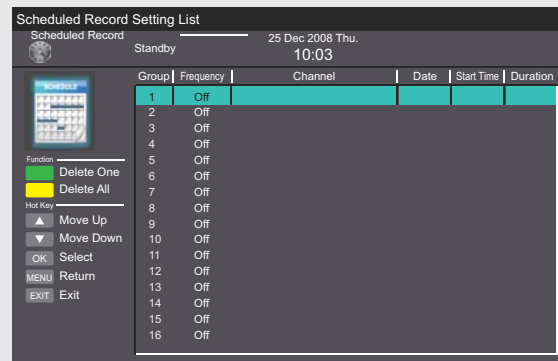 Scheduled Record Setting List
Scheduled Record
Standby
25 Dec 2008 Thu.
10:03
SCHEDULE
Group Frequency Channel Date Start Time Duration
1 Off
2 Off
3 Off
4 Off
5 Off
6 Off
7 Off
8 Off
9 Off
10 Off
11 Off
12 Off
13 Off
14 Off
15 Off
16 Off
Function
Delete One
Delete All
Hot Key
▲ Move Up
▼ Move Down
OK Select
MENU Return
EXIT Exit